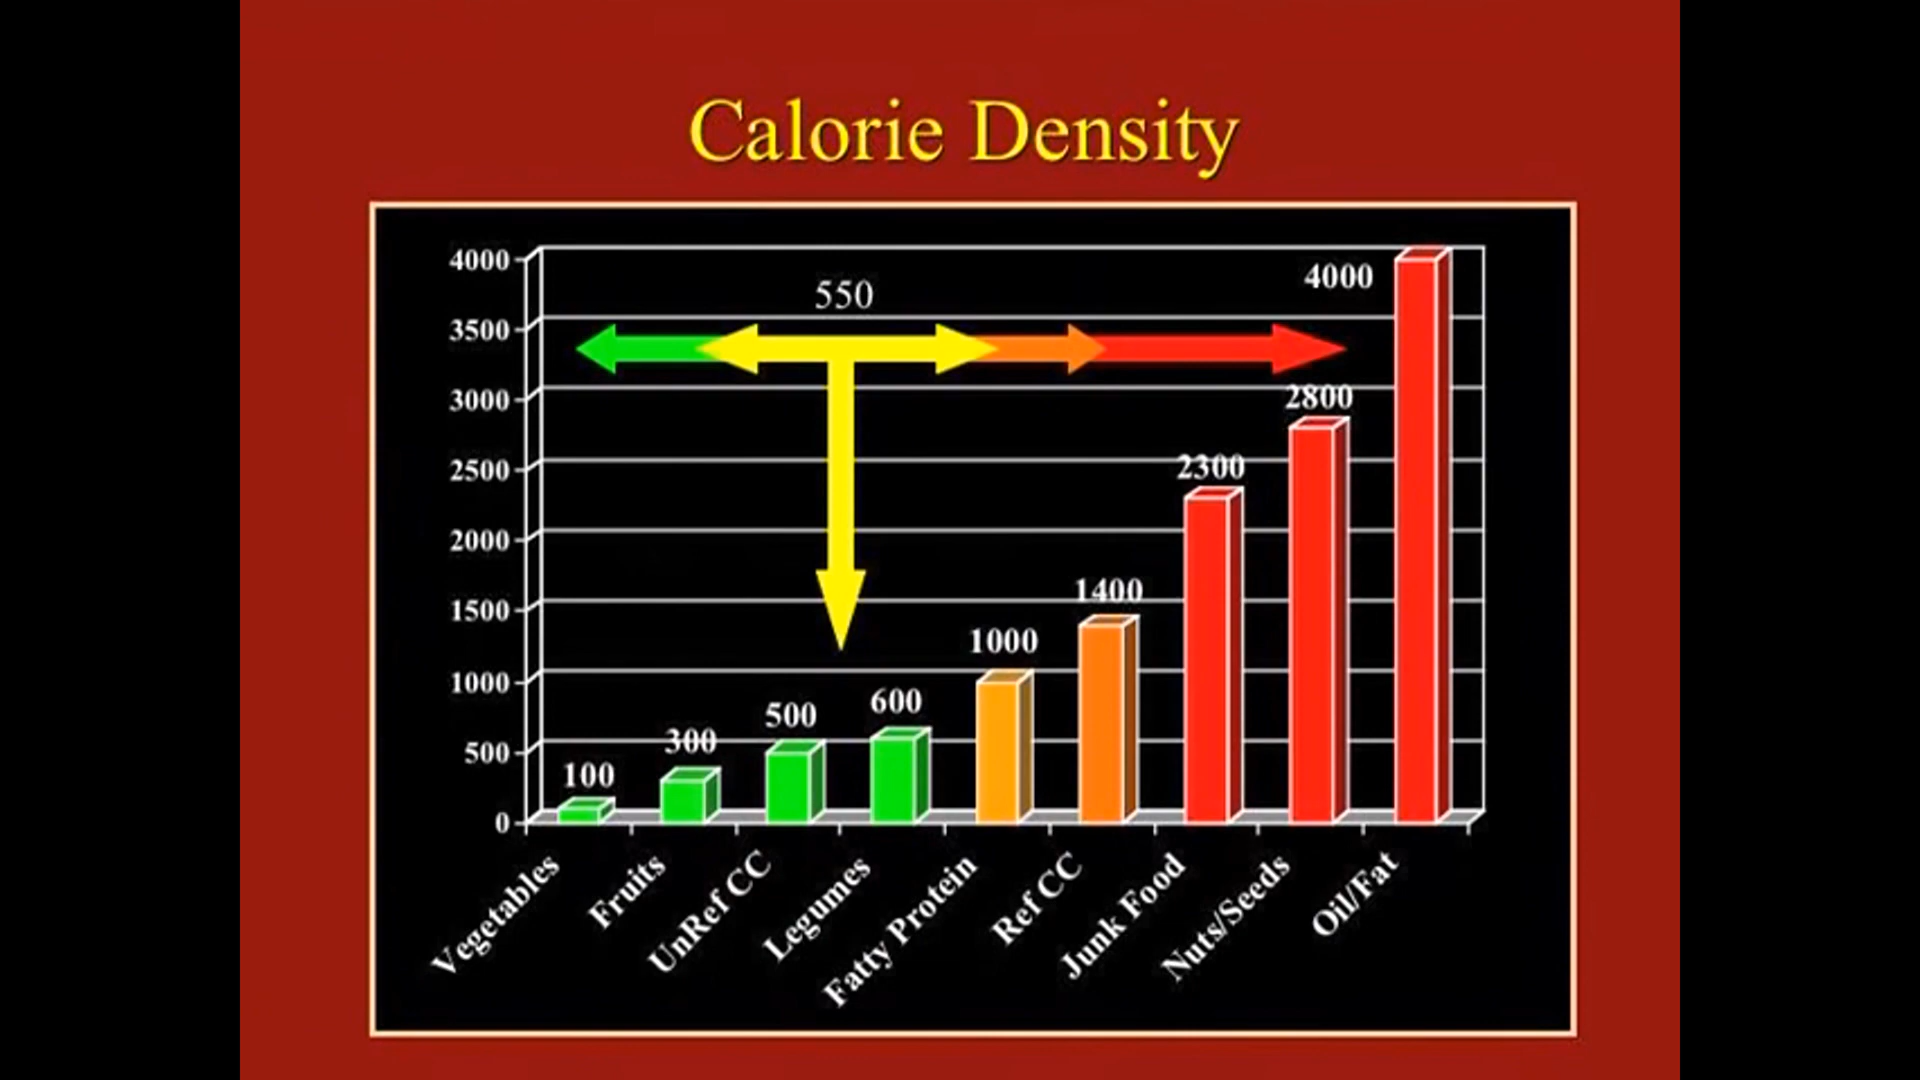 Calorie Density
4000
3500
3000
2500
2000
1500
1000
500
0
550
100
300
500
600
1000
1400
2300
2800
4000
Vegetables
Fruits
UnRef CC
Legumes
Fatty Protein
Ref CC
Junk Food
Nuts/Seeds
Oil/Fat